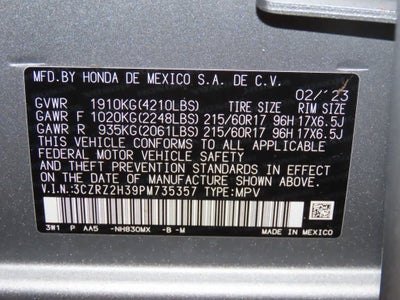 MFD.BY HONDA DE MEXICO S.A. DE C.V.
02/'23
GVWR 1910KG(4210LBS) TIRE SIZE RIM SIZE
GAWR F 1020KG(2248LBS) 215/60R17 96H 17X6.5J
GAWR R 935KG(2061LBS) 215/60R17 96H 17X6.5J
THIS VEHICLE CONFORMS TO ALL APPLICABLE
FEDERAL MOTOR VEHICLE SAFETY, BUMPER, AND
THEFT PREVENTION STANDARDS IN EFFECT ON
THE DATE OF MANUFACTURE SHOWN ABOVE.
V.I.N:3CZRZ2H39PM735357 TYPE:MPV
3W1 P AA5 -NH830MX -B -M MADE IN MEXICO